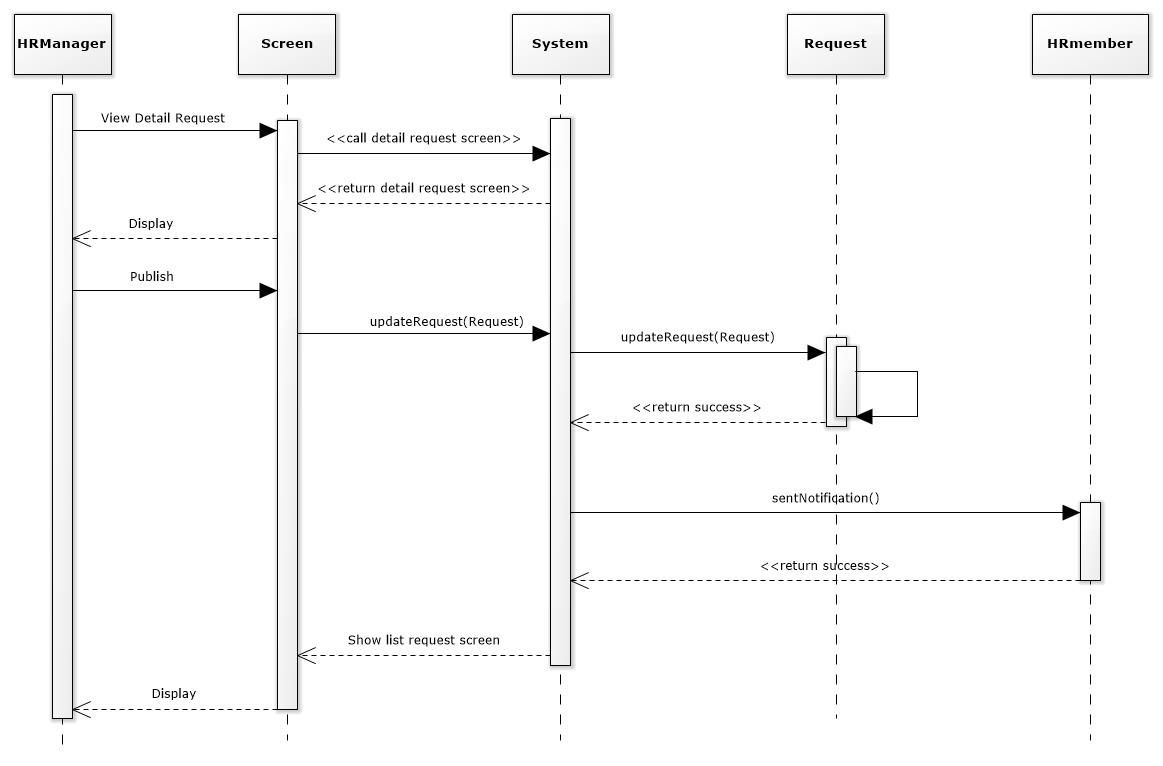 HRManager
Screen
System
Request
HRmember
View Detail Request
<<call detail request screen>>
<<return detail request screen>>
Display
Publish
updateRequest(Request)
updateRequest(Request)
<<return success>>
sentNotification()
<<return success>>
Show list request screen
Display